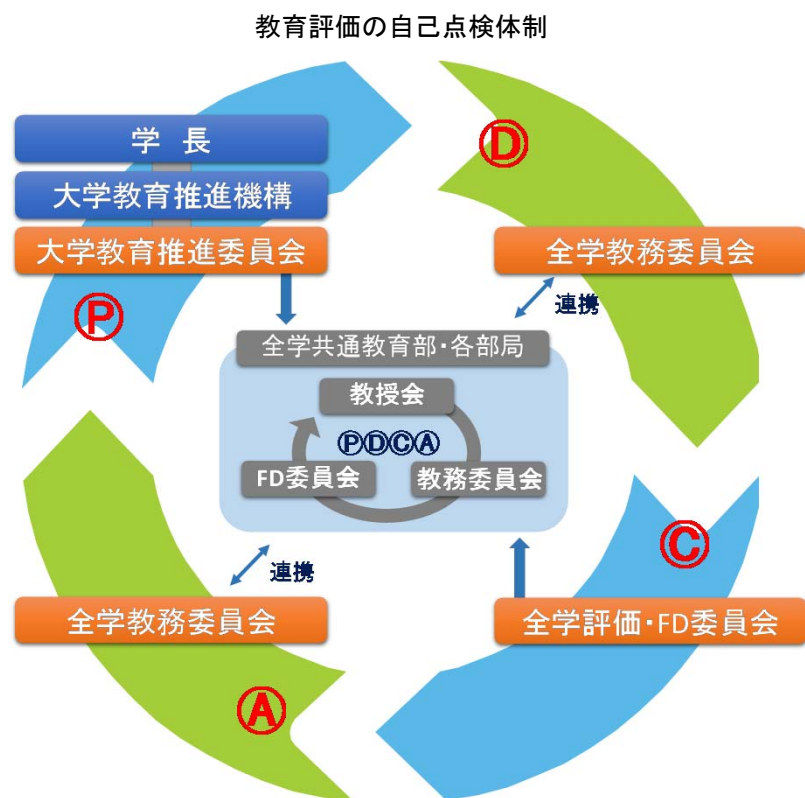 教育評価の自己点検体制
学 長
大学教育推進機構
大学教育推進委員会
Ⓟ
Ⓓ
全学教務委員会
連携
全学共通教育部・各部局
教授会
ⓅⒹⒸⒶ
FD委員会
教務委員会
Ⓒ
連携
全学教務委員会
全学評価・FD委員会
Ⓐ